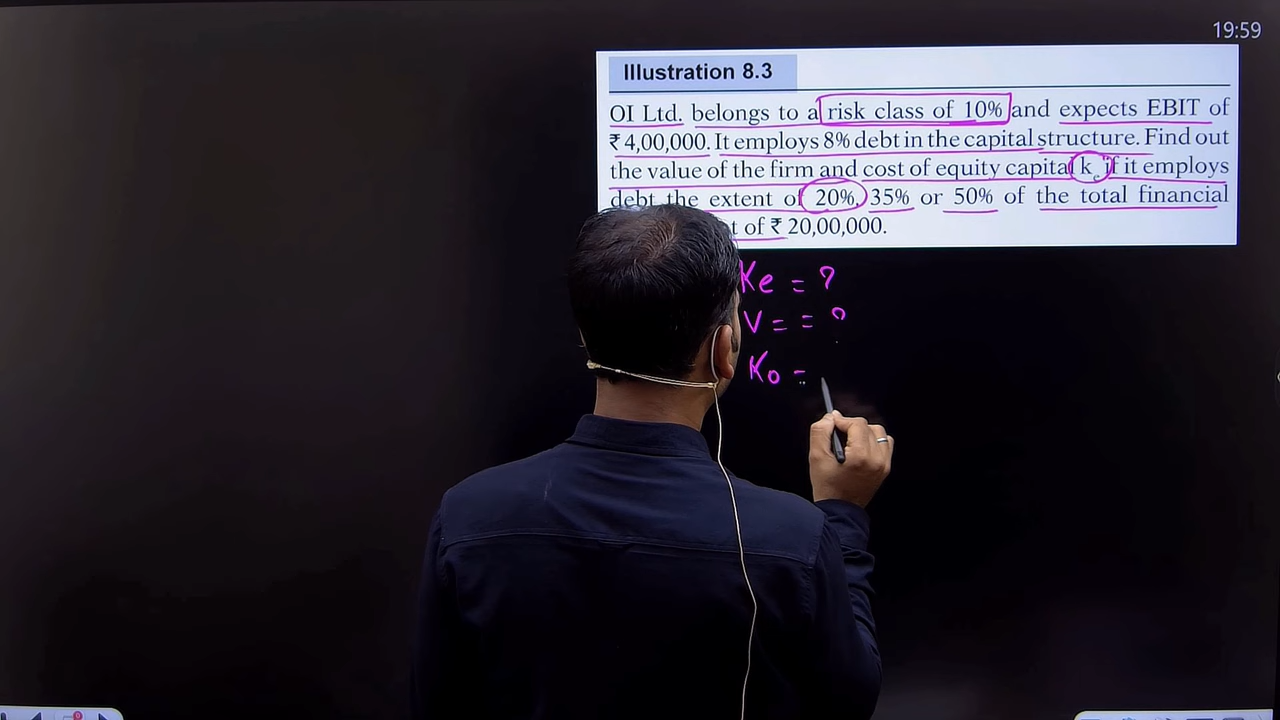 19:59
Illustration 8.3
OI Ltd. belongs to a risk class of 10% and expects EBIT of
₹ 4,00,000. It employs 8% debt in the capital structure. Find out
the value of the firm and cost of equity capital ke if it employs
debt the extent of 20%, 35% or 50% of the total financial
of ₹ 20,00,000.
Ke = ?
V = = ?
Ko =